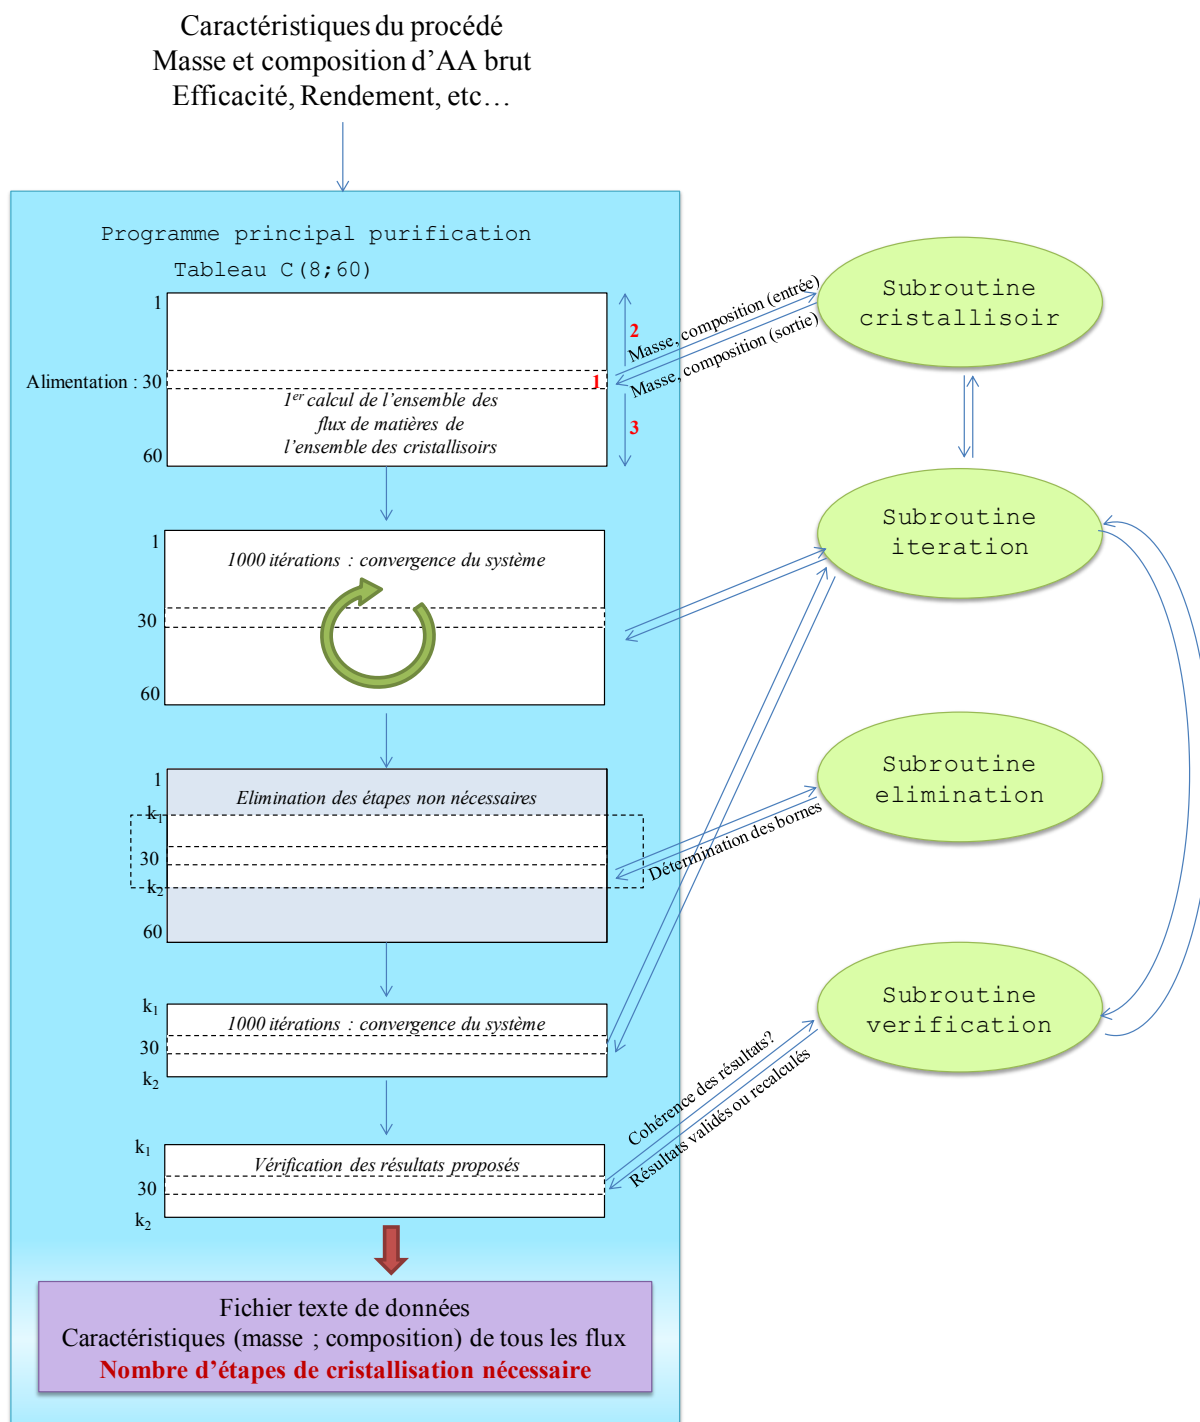 Caractéristiques du procédé
Masse et composition d’AA brut
Efficacité, Rendement, etc…
Programme principal purification
Tableau C(8;60)
1
Alimentation : 30
60
1er calcul de l’ensemble des
flux de matières de
l’ensemble des cristallisoirs
2
1
3
Masse, composition (entrée)
Masse, composition (sortie)
Subroutine
cristallisoir
1
1000 itérations : convergence du système
30
60
Subroutine
iteration
1
Elimination des étapes non nécessaires
k1
30
k2
60
Détermination des bornes
Subroutine
elimination
k1
1000 itérations : convergence du système
30
k2
Subroutine
verification
Cohérence des résultats?
Résultats validés ou recalculés
k1
Vérification des résultats proposés
30
k2
Fichier texte de données
Caractéristiques (masse ; composition) de tous les flux
Nombre d’étapes de cristallisation nécessaire